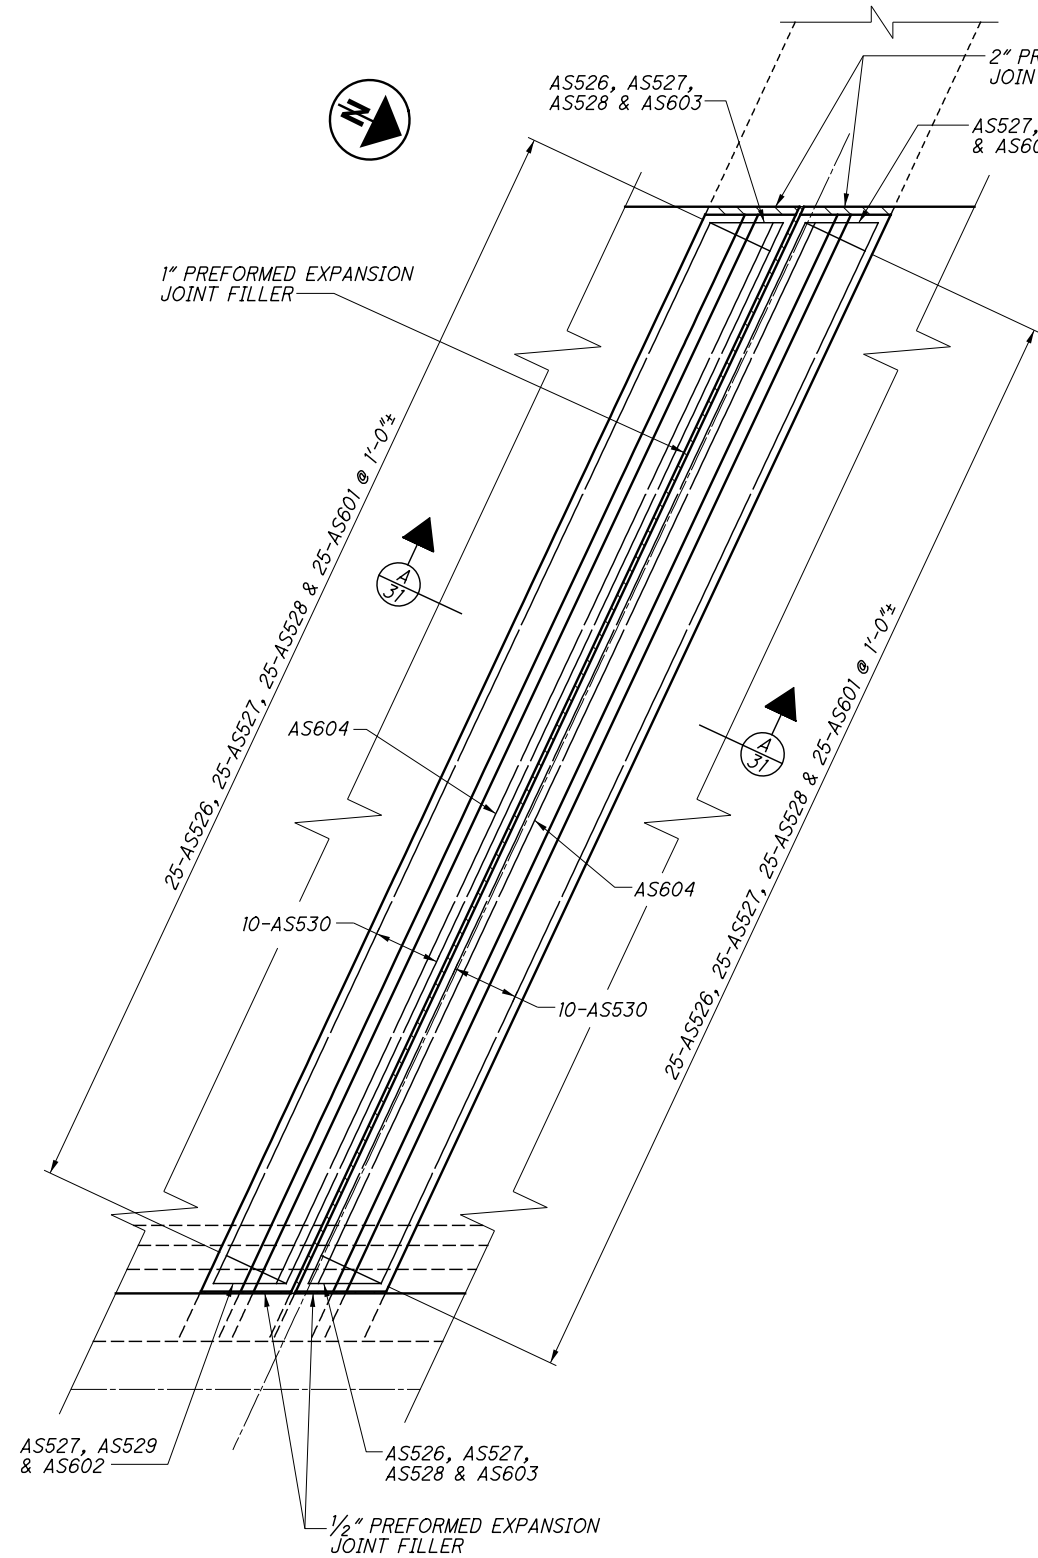 2" PR
JOIN
AS526, AS527,
AS528 & AS603
AS527,
& AS60
N
1" PREFORMED EXPANSION
JOINT FILLER
25-AS526, 25-AS527, 25-AS528 & 25-AS601 @ 1'-0"±
A
31
25-AS526, 25-AS527, 25-AS528 & 25-AS601 @ 1'-0"±
A
31
AS604
AS604
10-AS530
10-AS530
AS527, AS529
& AS602
AS526, AS527,
AS528 & AS603
1/2" PREFORMED EXPANSION
JOINT FILLER